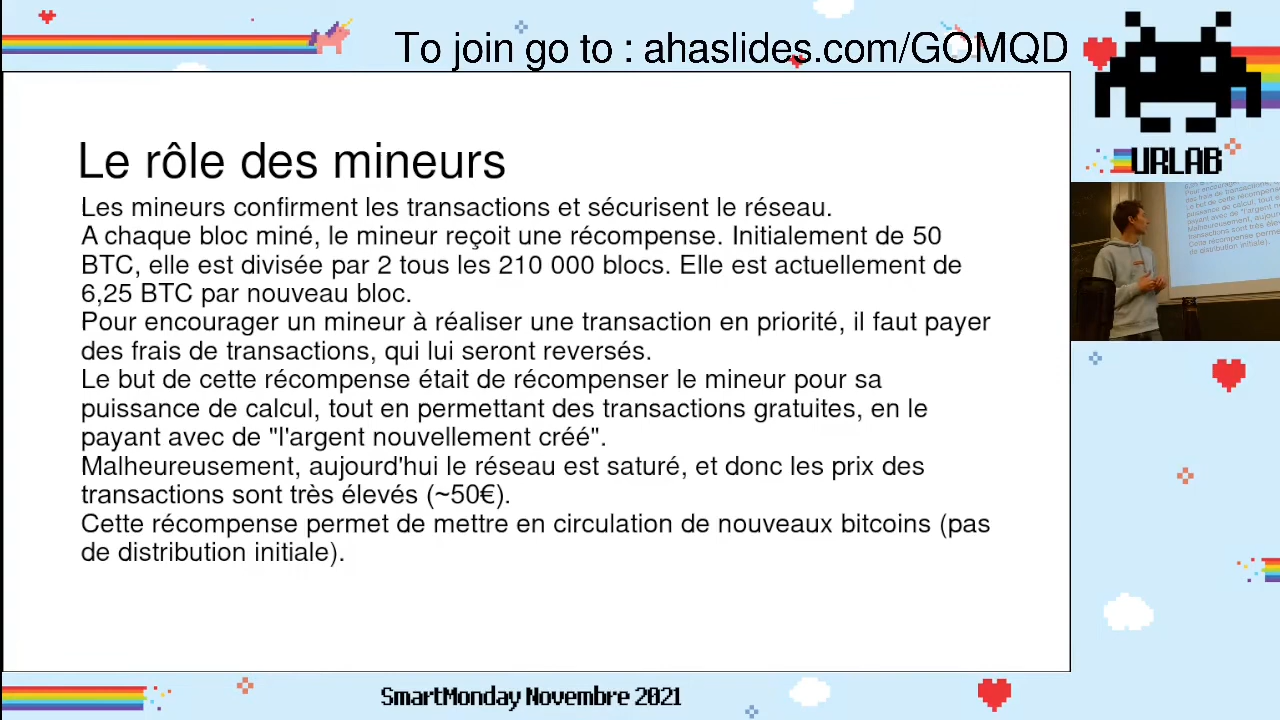 To join go to : ahaslides.com/GOMQD
URLAB
Le rôle des mineurs
Les mineurs confirment les transactions et sécurisent le réseau.
A chaque bloc miné, le mineur reçoit une récompense. Initialement de 50
BTC, elle est divisée par 2 tous les 210 000 blocs. Elle est actuellement de
6,25 BTC par nouveau bloc.
Pour encourager un mineur à réaliser une transaction en priorité, il faut payer
des frais de transactions, qui lui seront reversés.
Le but de cette récompense était de récompenser le mineur pour sa
puissance de calcul, tout en permettant des transactions gratuites, en le
payant avec de "l'argent nouvellement créé".
Malheureusement, aujourd'hui le réseau est saturé, et donc les prix des
transactions sont très élevés (~50€).
Cette récompense permet de mettre en circulation de nouveaux bitcoins (pas
de distribution initiale).
SmartMonday Novembre 2021